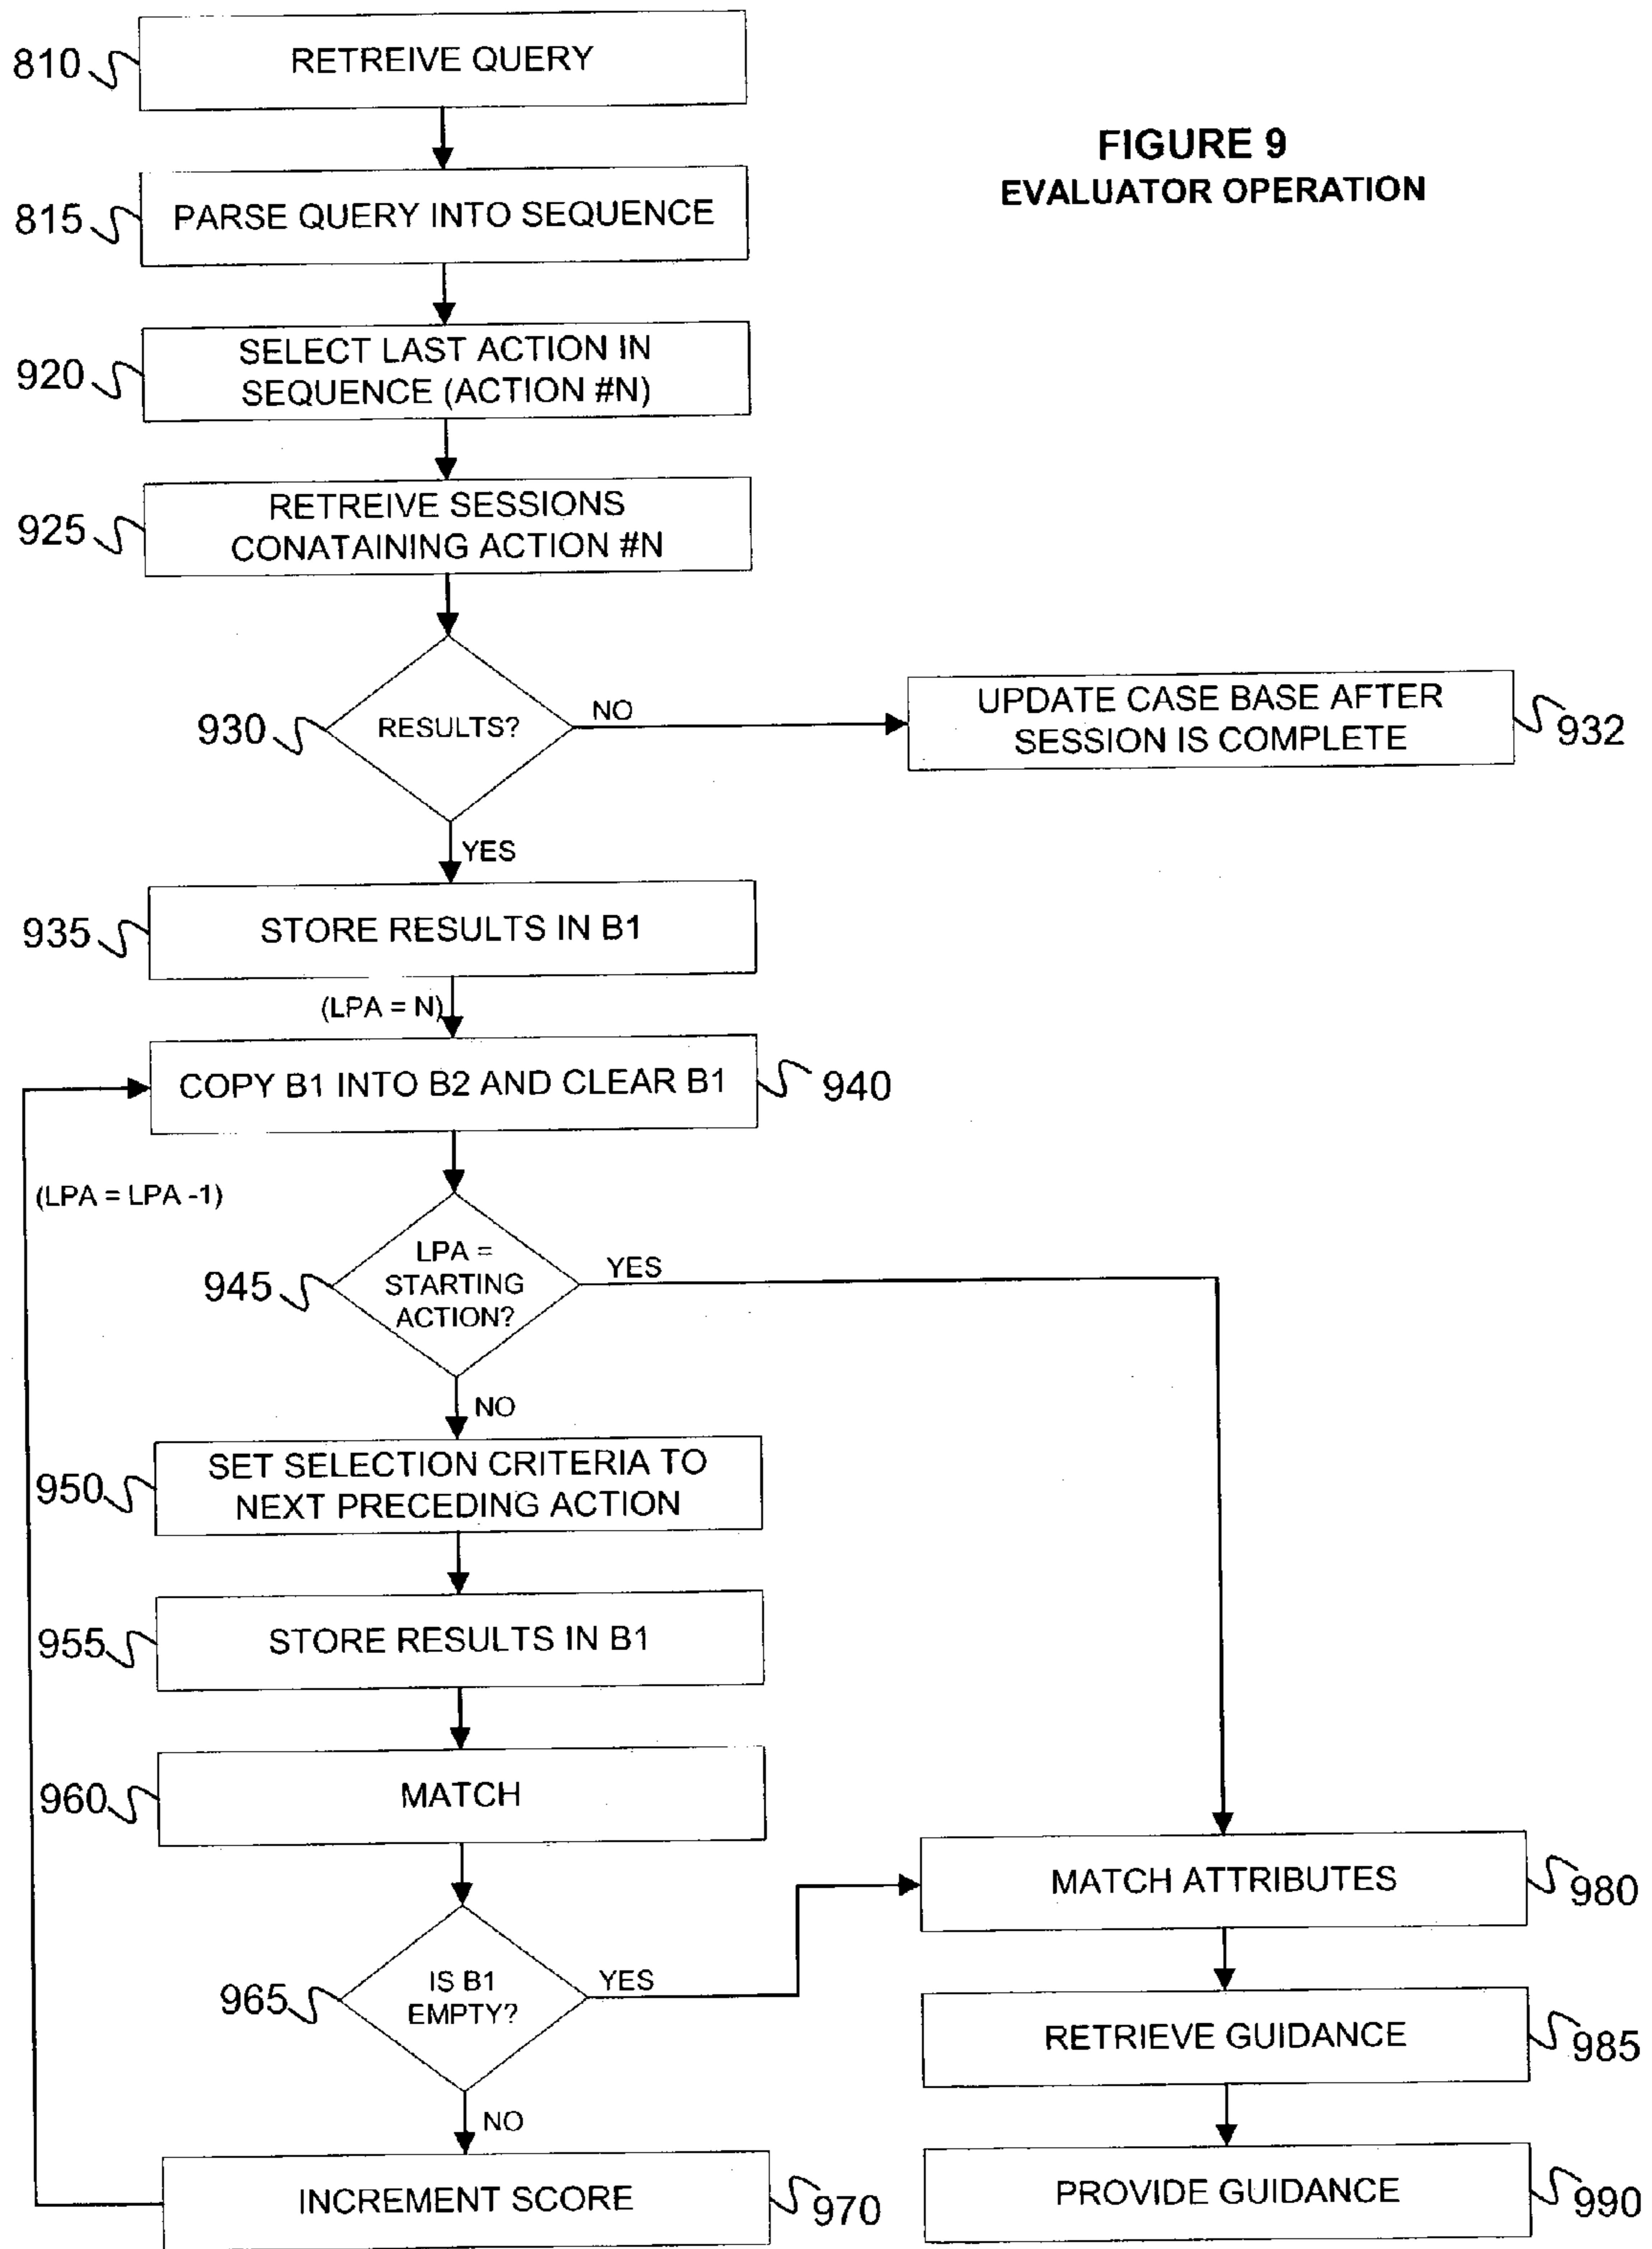 810
RETREIVE QUERY
FIGURE 9
EVALUATOR OPERATION
815
PARSE QUERY INTO SEQUENCE
920
SELECT LAST ACTION IN
SEQUENCE (ACTION #N)
925
RETREIVE SESSIONS
CONATAINING ACTION #N
930
RESULTS?
NO
UPDATE CASE BASE AFTER
SESSION IS COMPLETE
932
YES
935
STORE RESULTS IN B1
(LPA = N)
COPY B1 INTO B2 AND CLEAR B1
940
(LPA = LPA -1)
945
LPA =
STARTING
ACTION?
YES
NO
950
SET SELECTION CRITERIA TO
NEXT PRECEDING ACTION
955
STORE RESULTS IN B1
960
MATCH
MATCH ATTRIBUTES
980
965
IS B1
EMPTY?
YES
RETRIEVE GUIDANCE
985
NO
INCREMENT SCORE
970
PROVIDE GUIDANCE
990